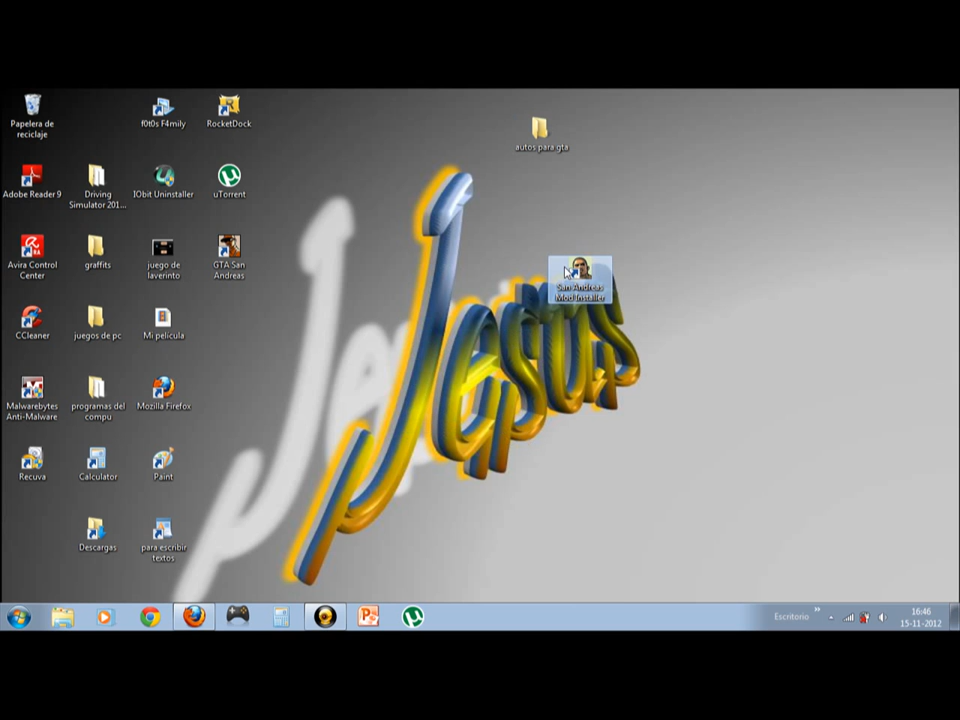 Papelera de
reciclaje
f0t0s F4mily
RocketDock
autos para gta
Adobe Reader 9
Driving
Simulator 201...
IObit Uninstaller
uTorrent
Avira Control
Center
graffits
juego de
laverinto
GTA San
Andreas
San Andreas
Mod Installer
CCleaner
juegos de pc
Mi película
Malwarebytes
Anti-Malware
programas del
compu
Mozilla Firefox
Recuva
Calculator
Paint
Descargas
para escribir
textos
Jesus
Escritorio
16:46
15-11-2012